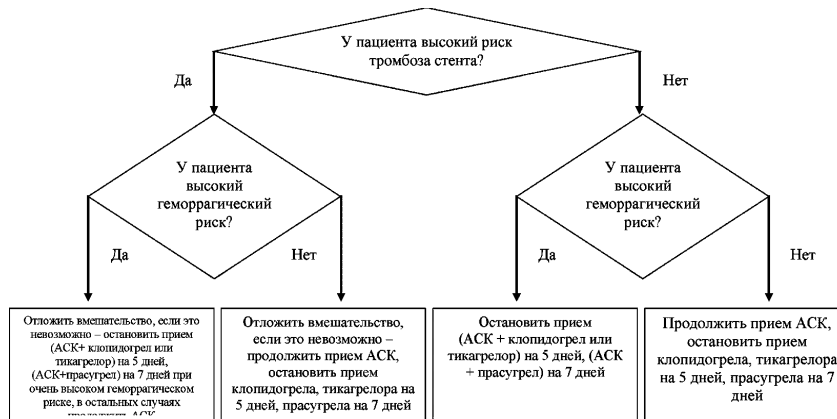 У пациента высокий риск
тромбоза стента?
Да
Нет
У пациента
высокий
геморрагический
риск?
У пациента
высокий
геморрагический
риск?
Да
Нет
Да
Нет
Отложить вмешательство, если это
невозможно – остановить прием
(АСК+ клопидогрел или
тикагрелор) на 5 дней,
(АСК+прасугрел) на 7 дней при
очень высоком геморрагическом
риске, в остальных случаях
продолжить АСК
Отложить вмешательство,
если это невозможно –
продолжить прием АСК,
остановить прием
клопидогрела, тикагрелора на
5 дней, прасугрела на 7 дней
Остановить прием
(АСК + клопидогрел или
тикагрелор) на 5 дней, (АСК
+ прасугрел) на 7 дней
Продолжить прием АСК,
остановить прием
клопидогрела, тикагрелора
на 5 дней, прасугрела на 7
дней